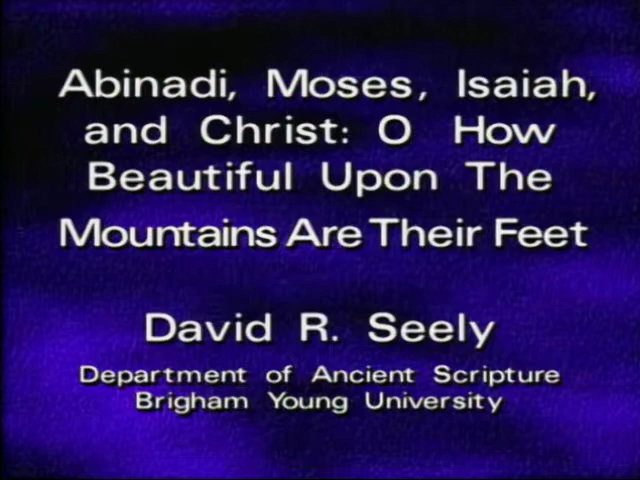 Abinadi, Moses, Isaiah,
and Christ: O How
Beautiful Upon The
Mountains Are Their Feet
David R. Seely
Department of Ancient Scripture
Brigham Young University